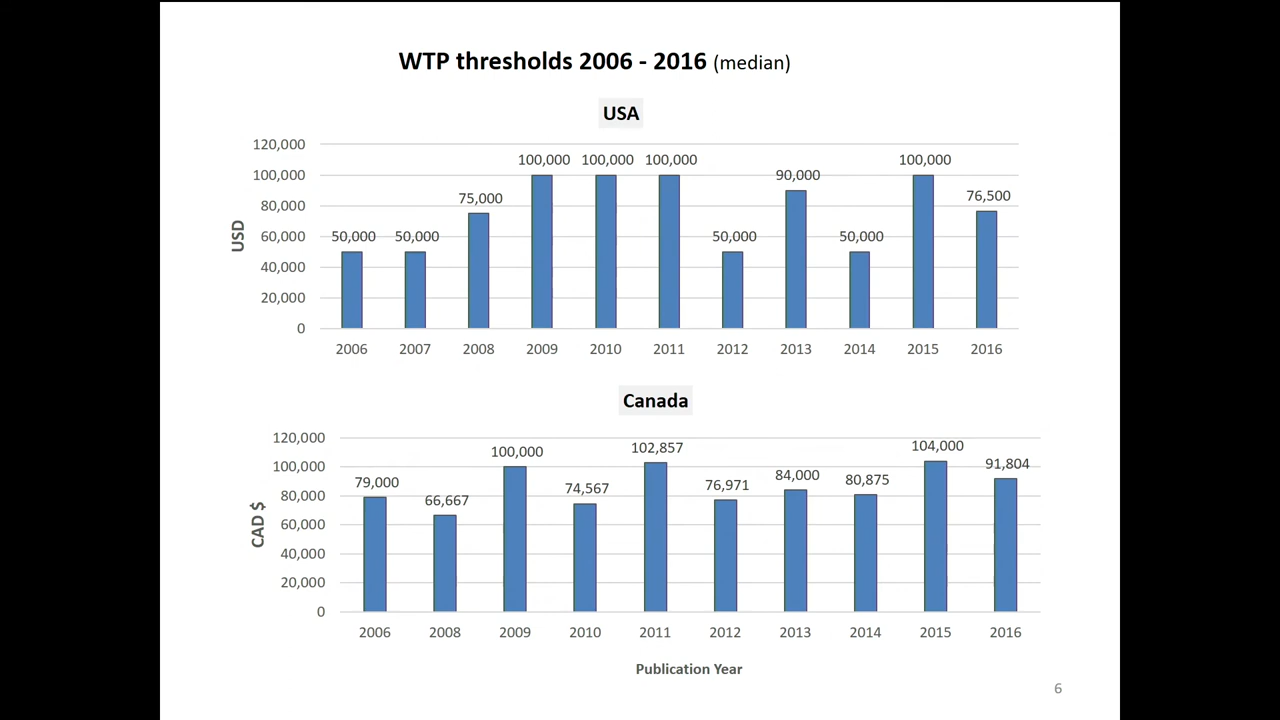 WTP thresholds 2006 - 2016 (median)
USA
120,000
100,000
80,000
60,000
40,000
20,000
0
USD
50,000 50,000 75,000 100,000 100,000 100,000 50,000 90,000 50,000 100,000 76,500
2006 2007 2008 2009 2010 2011 2012 2013 2014 2015 2016
Canada
120,000
100,000
80,000
60,000
40,000
20,000
0
CAD $
79,000 66,667 100,000 74,567 102,857 76,971 84,000 80,875 104,000 91,804
2006 2008 2009 2010 2011 2012 2013 2014 2015 2016
Publication Year
6